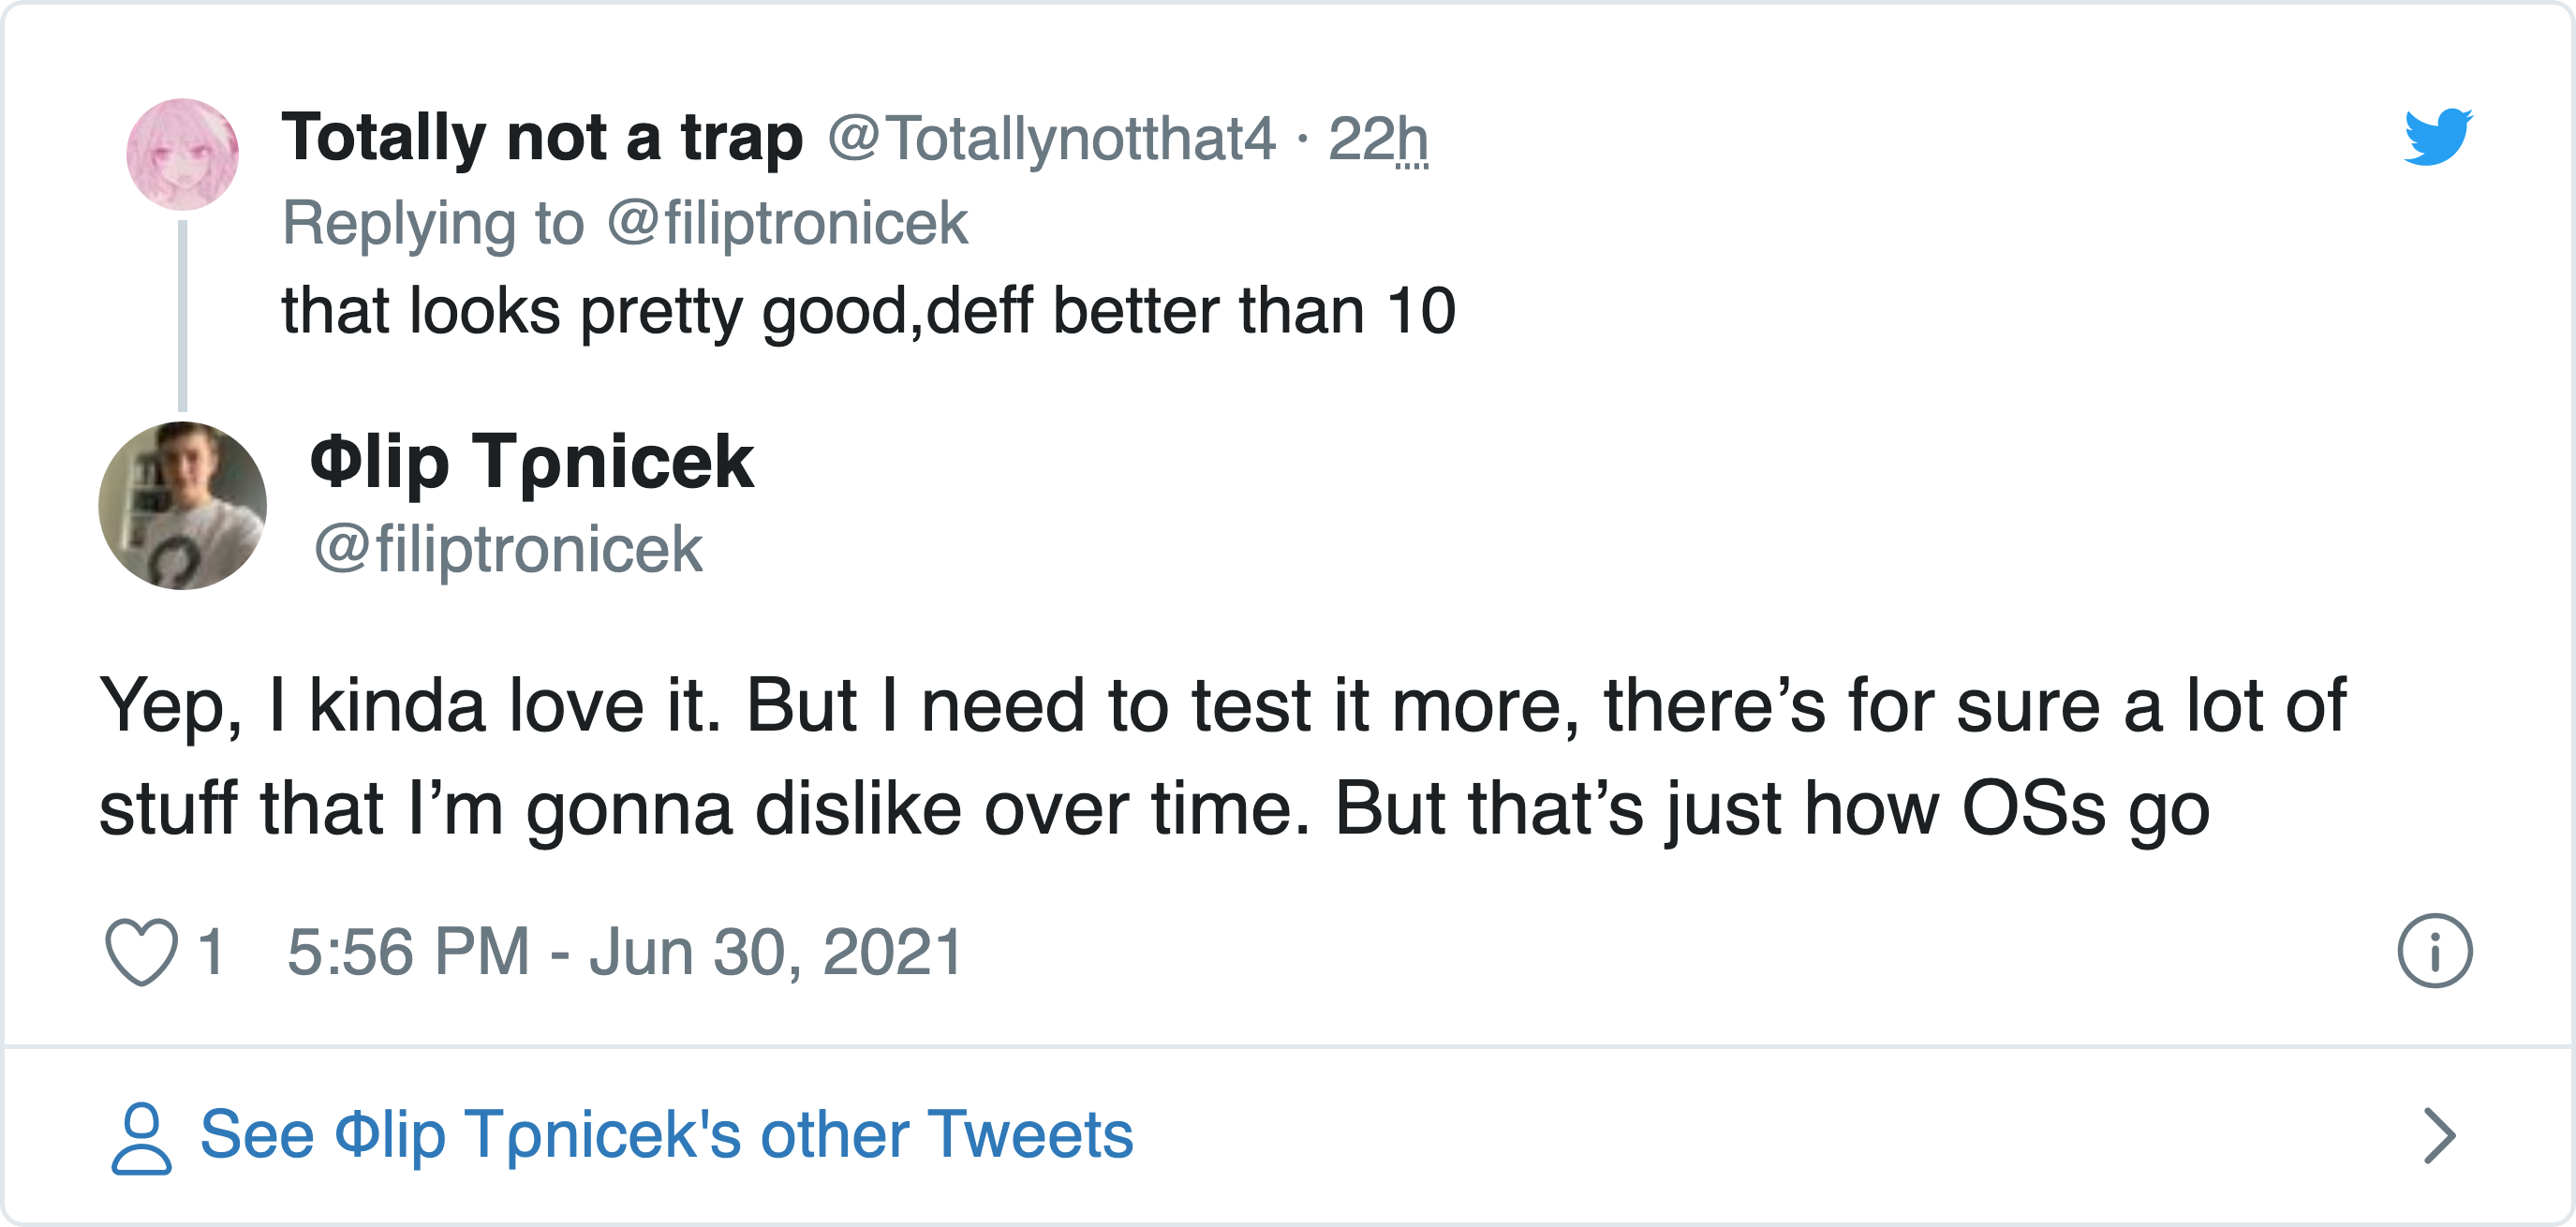 Totally not a trap @Totallynotthat4 · 22h
Replying to @filiptronicek
that looks pretty good,deff better than 10
Φlip Tρnicek
@filiptronicek
Yep, I kinda love it. But I need to test it more, there’s for sure a lot of
stuff that I’m gonna dislike over time. But that’s just how OSs go
1 5:56 PM - Jun 30, 2021
See Φlip Tρnicek's other Tweets